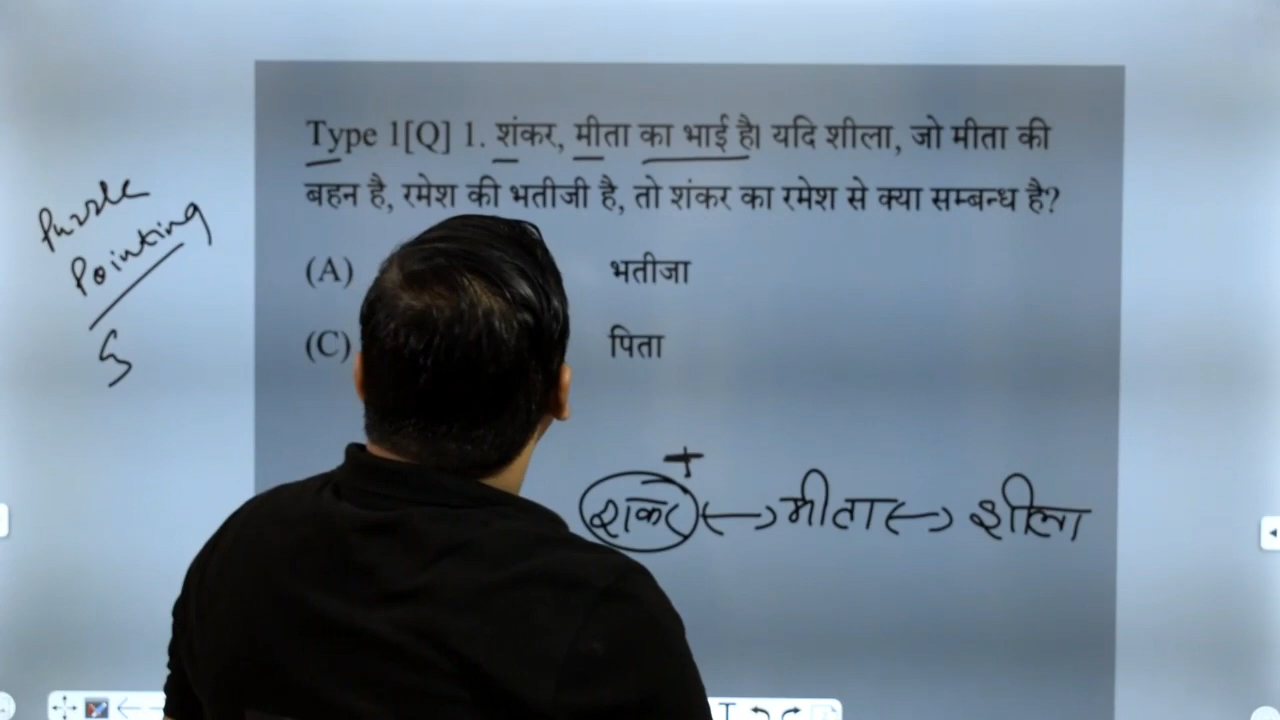 Type 1[Q] 1. शंकर, मीता का भाई है। यदि शीला, जो मीता की
बहन है, रमेश की भतीजी है, तो शंकर का रमेश से क्या सम्बन्ध है?
(A) भतीजा
(C) पिता
Puzzle
Pointing
शंकर + ↔ मीता ↔ शीला
T